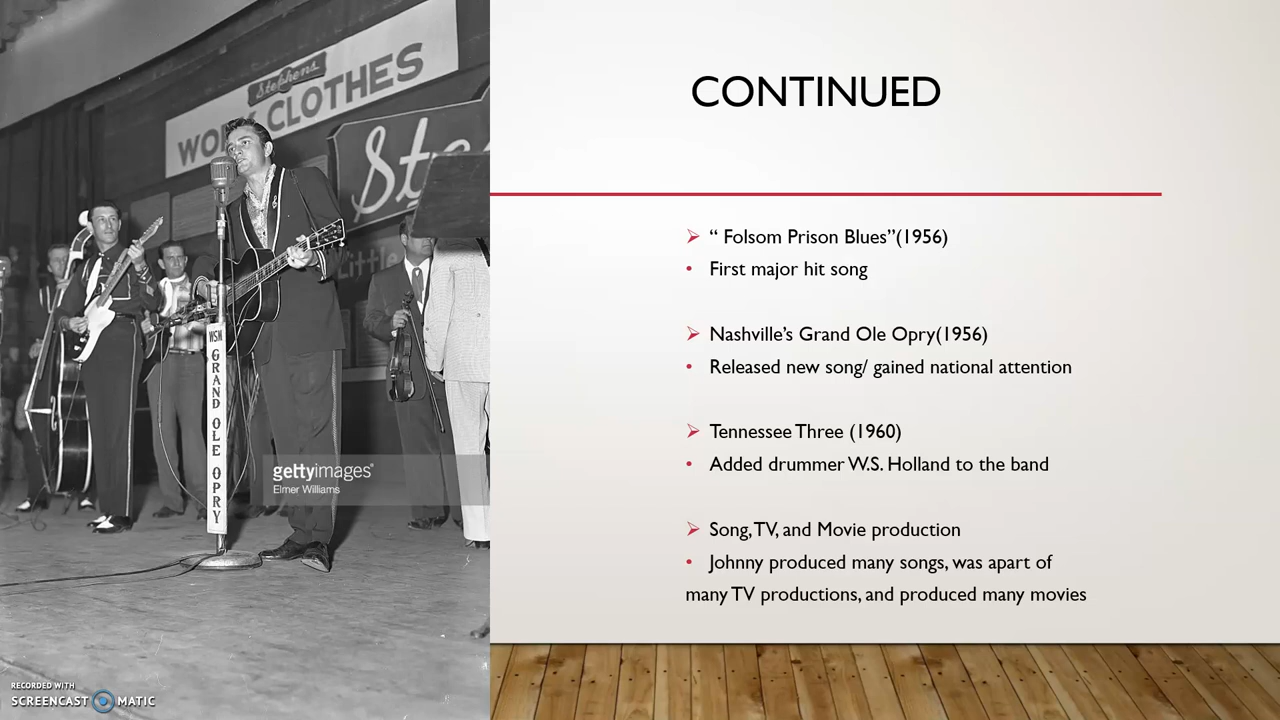 Stephens
WORK CLOTHES
Ste
Little
WSM
GRAND OLE OPRY
gettyimages®
Elmer Williams
RECORDED WITH
SCREENCAST MATIC
CONTINUED
“ Folsom Prison Blues”(1956)
First major hit song
Nashville’s Grand Ole Opry(1956)
Released new song/ gained national attention
Tennessee Three (1960)
Added drummer W.S. Holland to the band
Song, TV, and Movie production
Johnny produced many songs, was apart of
many TV productions, and produced many movies